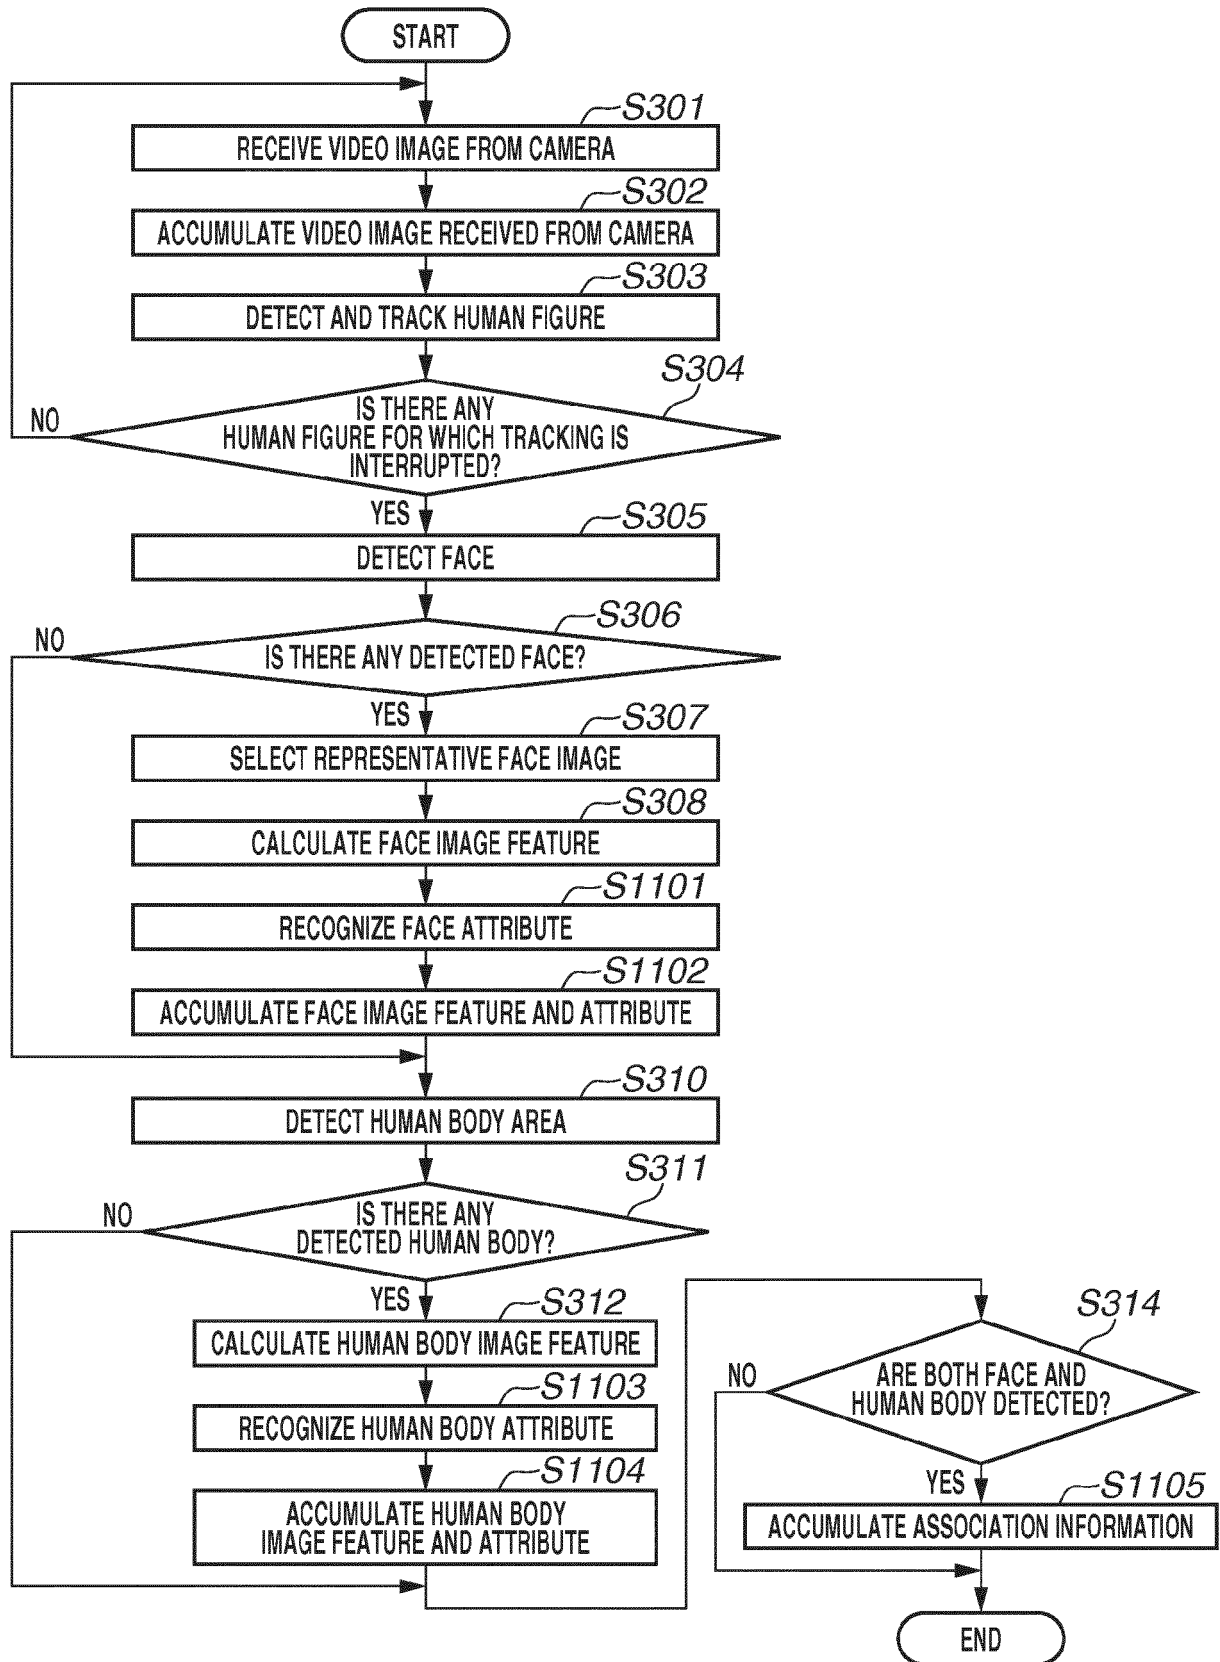 START
S301
RECEIVE VIDEO IMAGE FROM CAMERA
S302
ACCUMULATE VIDEO IMAGE RECEIVED FROM CAMERA
S303
DETECT AND TRACK HUMAN FIGURE
S304
IS THERE ANY
HUMAN FIGURE FOR WHICH TRACKING IS
INTERRUPTED?
NO
YES
S305
DETECT FACE
S306
NO
IS THERE ANY DETECTED FACE?
YES
S307
SELECT REPRESENTATIVE FACE IMAGE
S308
CALCULATE FACE IMAGE FEATURE
S1101
RECOGNIZE FACE ATTRIBUTE
S1102
ACCUMULATE FACE IMAGE FEATURE AND ATTRIBUTE
S310
DETECT HUMAN BODY AREA
S311
NO
IS THERE ANY
DETECTED HUMAN BODY?
YES
S312
CALCULATE HUMAN BODY IMAGE FEATURE
S1103
RECOGNIZE HUMAN BODY ATTRIBUTE
S1104
ACCUMULATE HUMAN BODY
IMAGE FEATURE AND ATTRIBUTE
S314
NO
ARE BOTH FACE AND
HUMAN BODY DETECTED?
YES
S1105
ACCUMULATE ASSOCIATION INFORMATION
END